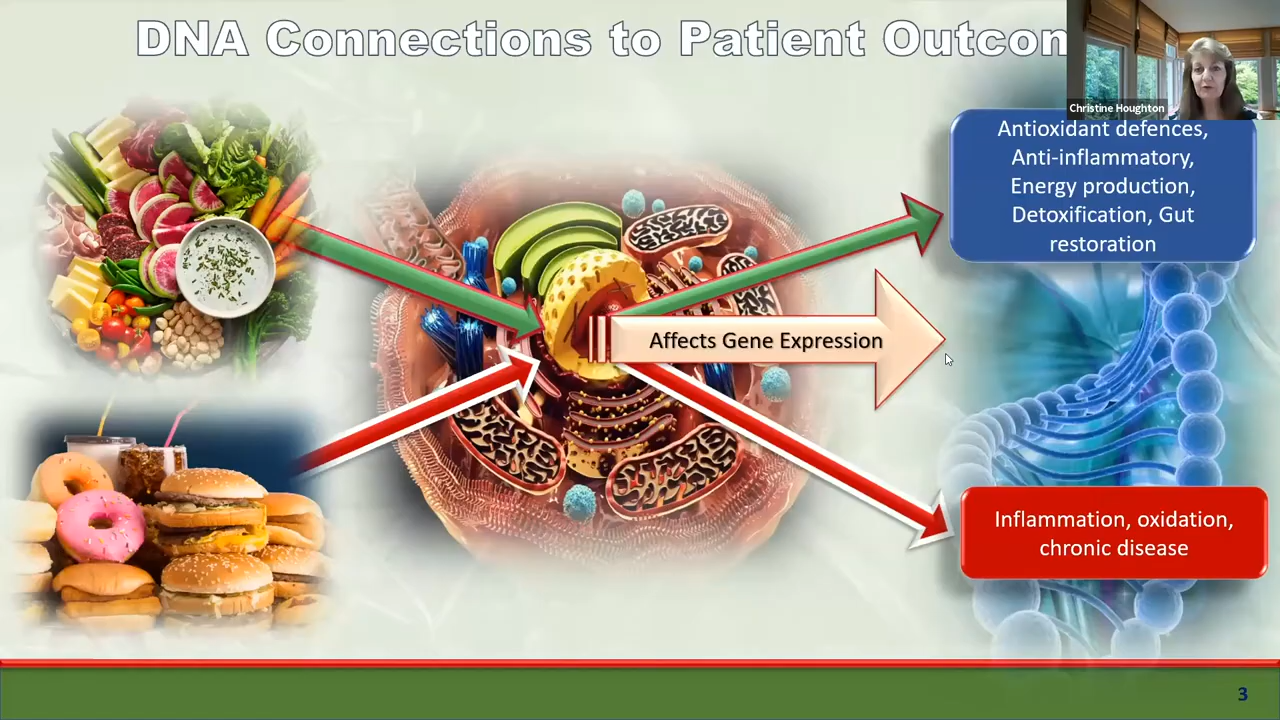 DNA Connections to Patient Outcom
Christine Houghton
Antioxidant defences,
Anti-inflammatory,
Energy production,
Detoxification, Gut
restoration
Affects Gene Expression
Inflammation, oxidation,
chronic disease
3